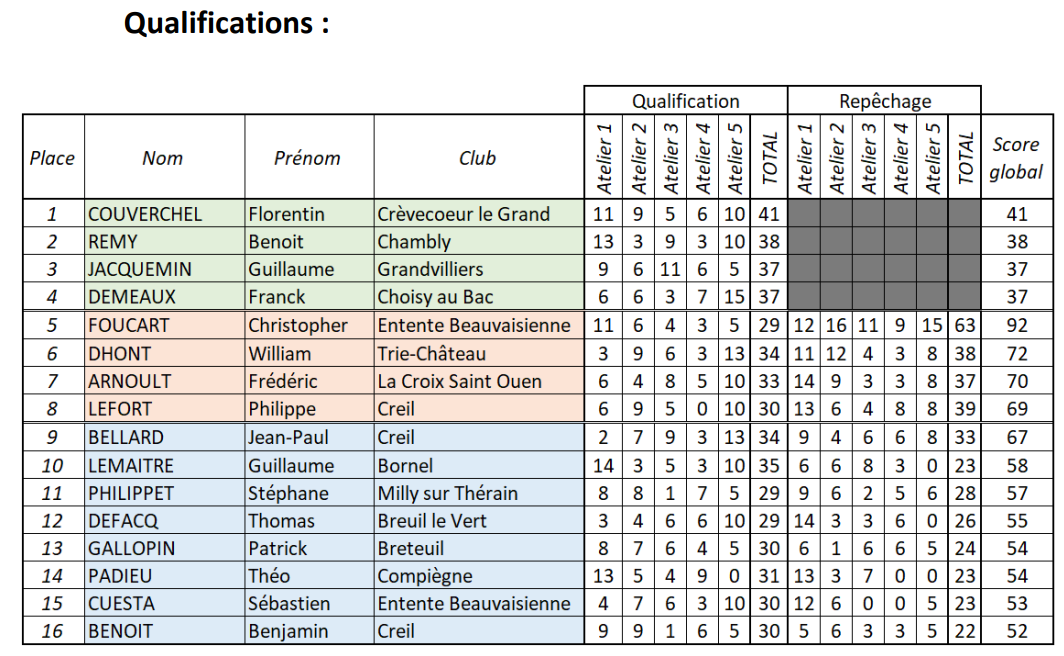 Qualifications :
Qualification Repêchage
Place Nom Prénom Club Atelier 1 Atelier 2 Atelier 3 Atelier 4 Atelier 5 TOTAL Atelier 1 Atelier 2 Atelier 3 Atelier 4 Atelier 5 TOTAL Score global
1 COUVERCHEL Florentin Crèvecoeur le Grand 11 9 5 6 10 41 41
2 REMY Benoit Chambly 13 3 9 3 10 38 38
3 JACQUEMIN Guillaume Grandvilliers 9 6 11 6 5 37 37
4 DEMEAUX Franck Choisy au Bac 6 6 3 7 15 37 37
5 FOUCART Christopher Entente Beauvaisienne 11 6 4 3 5 29 12 16 11 9 15 63 92
6 DHONT William Trie-Château 3 9 6 3 13 34 11 12 4 3 8 38 72
7 ARNOULT Frédéric La Croix Saint Ouen 6 4 8 5 10 33 14 9 3 3 8 37 70
8 LEFORT Philippe Creil 6 9 5 0 10 30 13 6 4 8 8 39 69
9 BELLARD Jean-Paul Creil 2 7 9 3 13 34 9 4 6 6 8 33 67
10 LEMAITRE Guillaume Bornel 14 3 5 3 10 35 6 6 8 3 0 23 58
11 PHILIPPET Stéphane Milly sur Thérain 8 8 1 7 5 29 9 6 2 5 6 28 57
12 DEFACQ Thomas Breuil le Vert 3 4 6 6 10 29 14 3 3 6 0 26 55
13 GALLOPIN Patrick Breteuil 8 7 6 4 5 30 6 1 6 6 5 24 54
14 PADIEU Théo Compiègne 13 5 4 9 0 31 13 3 7 0 0 23 54
15 CUESTA Sébastien Entente Beauvaisienne 4 7 6 3 10 30 12 6 0 0 5 23 53
16 BENOIT Benjamin Creil 9 9 1 6 5 30 5 6 3 3 5 22 52